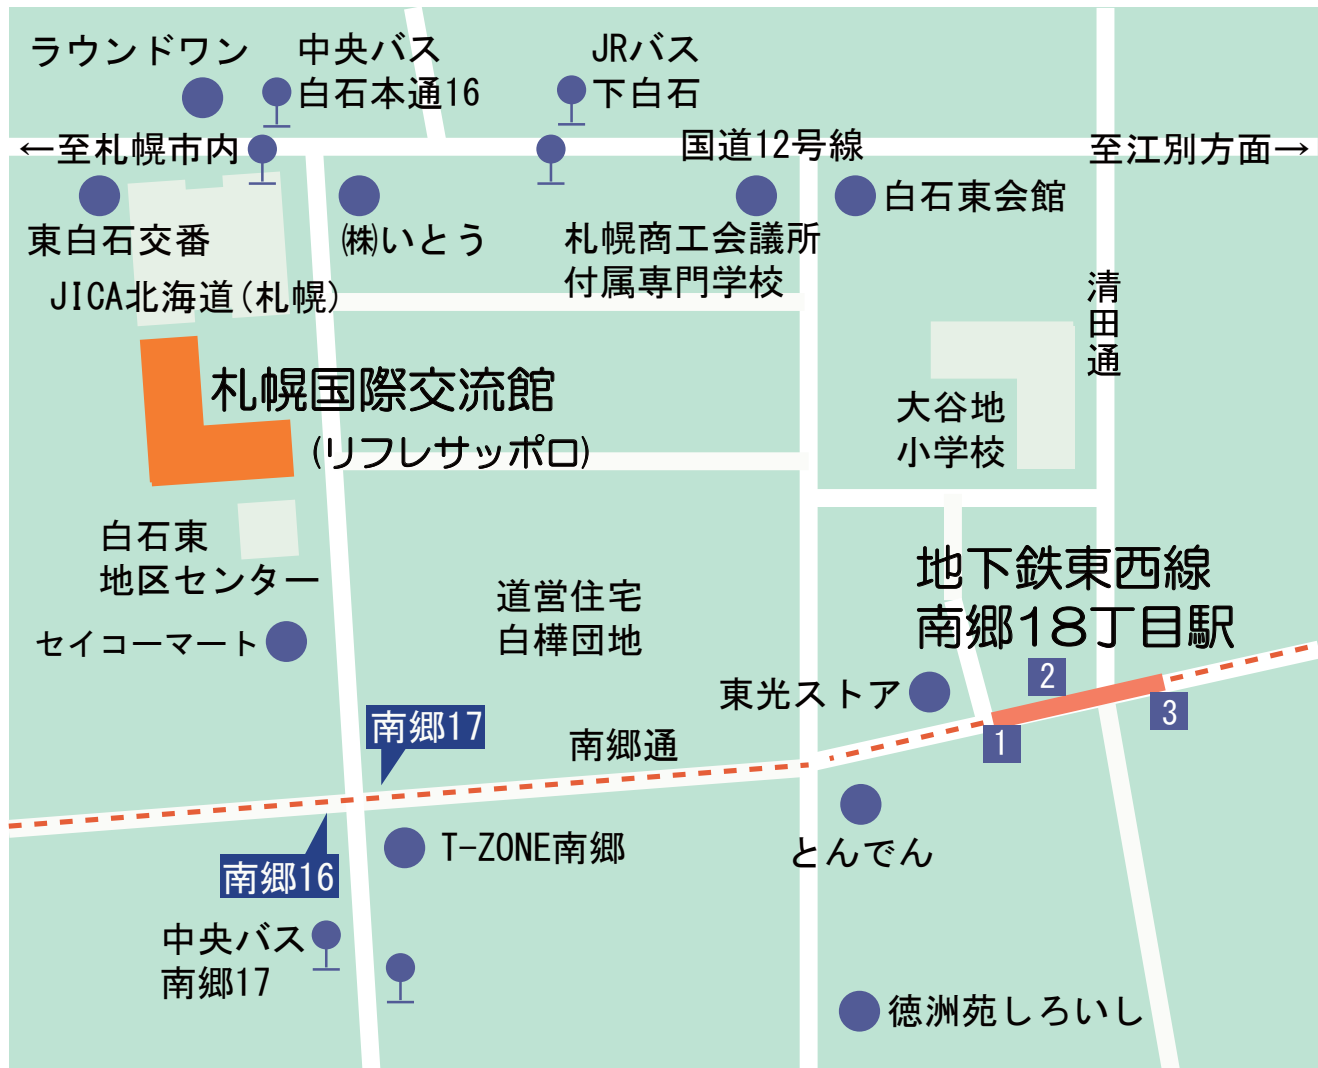 ラウンドワン
中央バス
白石本通16
JRバス
下白石
←至札幌市内
国道12号線
至江別方面→
東白石交番
㈱いとう
札幌商工会議所
付属専門学校
白石東会館
JICA北海道(札幌)
清田通
札幌国際交流館
(リフレサッポロ)
大谷地
小学校
白石東
地区センター
道営住宅
白樺団地
地下鉄東西線
南郷18丁目駅
セイコーマート
東光ストア
2
3
1
南郷17
南郷通
T-ZONE南郷
とんでん
南郷16
中央バス
南郷17
徳洲苑しろいし